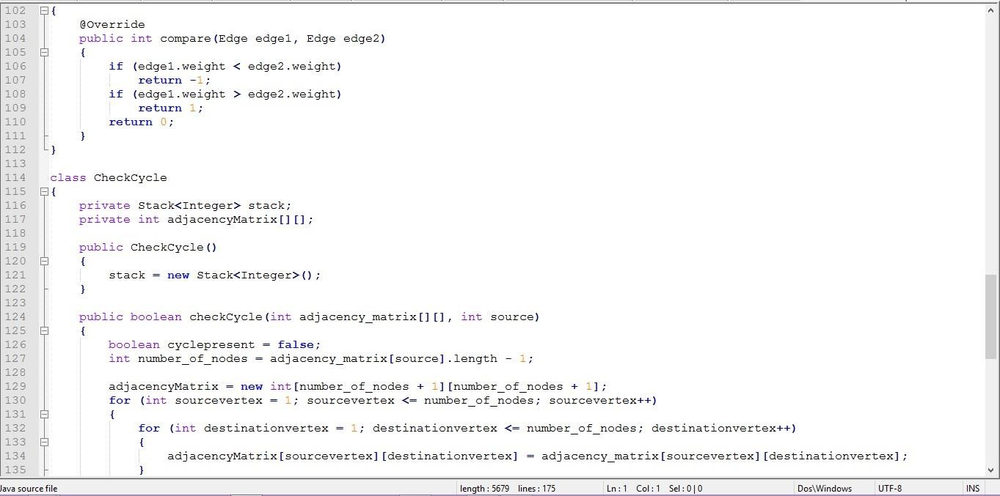 102 {
103     @Override
104     public int compare(Edge edge1, Edge edge2)
105     {
106         if (edge1.weight < edge2.weight)
107             return -1;
108         if (edge1.weight > edge2.weight)
109             return 1;
110         return 0;
111     }
112 }
113
114 class CheckCycle
115 {
116     private Stack<Integer> stack;
117     private int adjacencyMatrix[][];
118
119     public CheckCycle()
120     {
121         stack = new Stack<Integer>();
122     }
123
124     public boolean checkCycle(int adjacency_matrix[][], int source)
125     {
126         boolean cyclepresent = false;
127         int number_of_nodes = adjacency_matrix[source].length - 1;
128
129         adjacencyMatrix = new int[number_of_nodes + 1][number_of_nodes + 1];
130         for (int sourcevertex = 1; sourcevertex <= number_of_nodes; sourcevertex++)
131         {
132             for (int destinationvertex = 1; destinationvertex <= number_of_nodes; destinationvertex++)
133             {
134                 adjacencyMatrix[sourcevertex][destinationvertex] = adjacency_matrix[sourcevertex][destinationvertex];
135             }
Java source file length : 5679 lines : 175 Ln : 1 Col : 1 Sel : 0 | 0 Dos\Windows UTF-8 INS